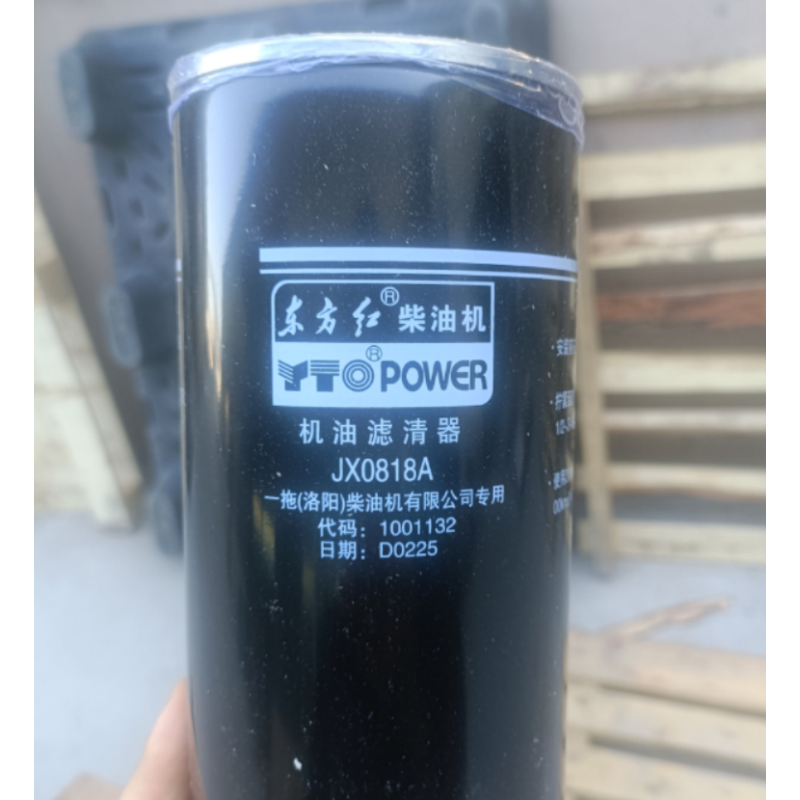 东方红® 柴油机
YTO® POWER
机油滤清器
JX0818A
一拖(洛阳)柴油机有限公司专用
代码：1001132
日期：D0225